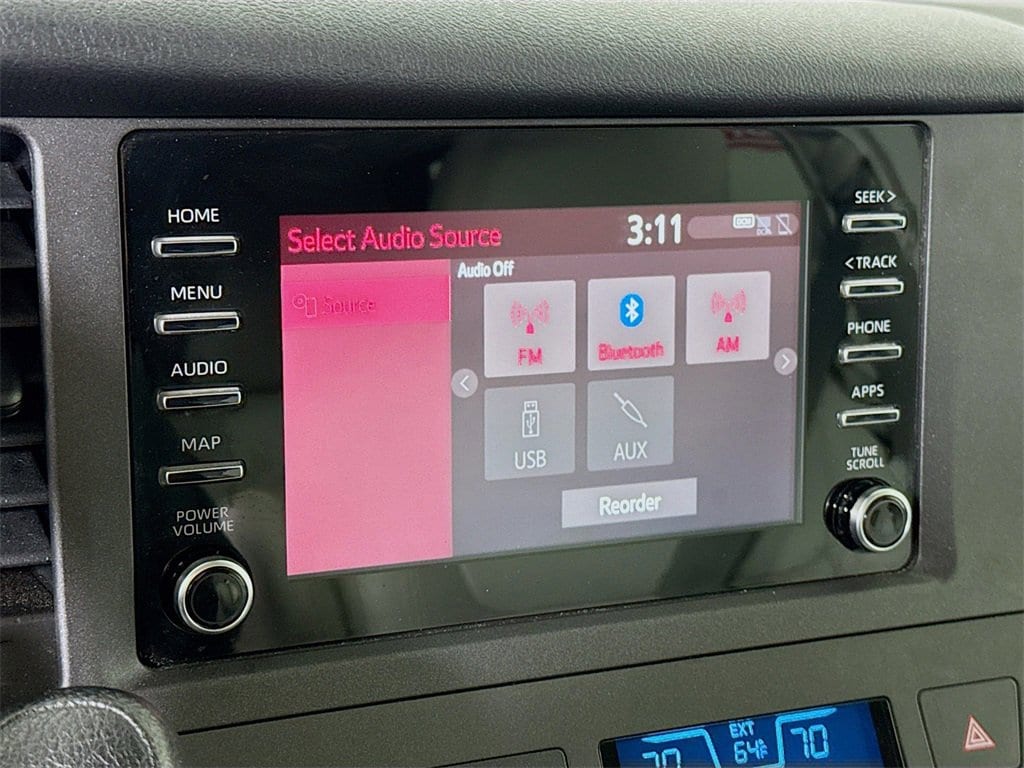 HOME
MENU
AUDIO
MAP
POWER
VOLUME
Select Audio Source
3:11
DCM
Source
Audio Off
FM
Bluetooth
AM
USB
AUX
Reorder
SEEK >
< TRACK
PHONE
APPS
TUNE
SCROLL
70
EXT
64°F
70